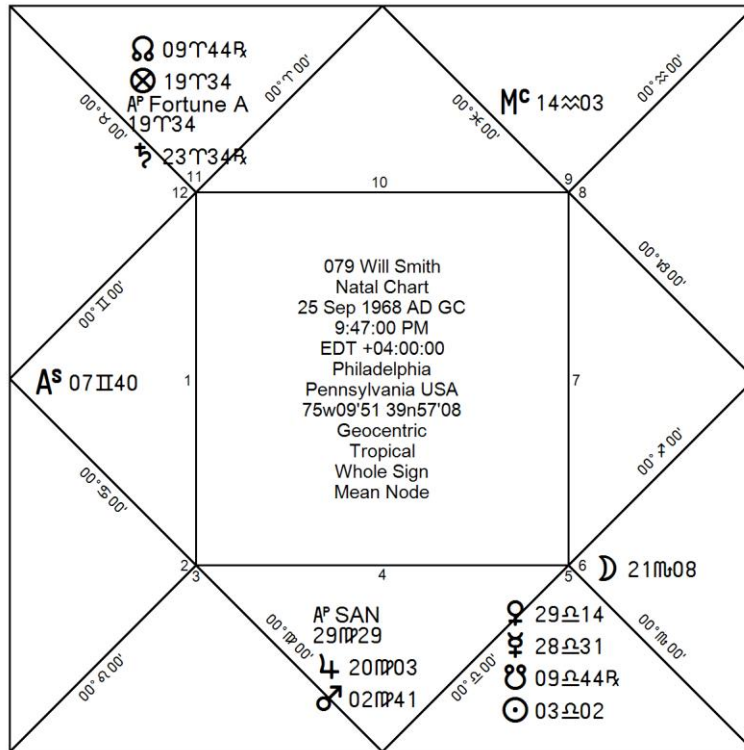 ☊ 09♈44℞
⊗ 19♈34
Aᴾ Fortune A
19♈34
♄ 23♈34℞
00°♉00'
00°♈00'
Mᶜ 14♒03
00°♓00'
00°♒00'
11
12
10
9
8
00°♊00'
079 Will Smith
Natal Chart
25 Sep 1968 AD GC
9:47:00 PM
EDT +04:00:00
Philadelphia
Pennsylvania USA
75w09'51 39n57'08
Geocentric
Tropical
Whole Sign
Mean Node
00°♑00'
Aˢ 07♊40
1
7
00°♋00'
00°♐00'
2
3
4
5
6
☽ 21♏08
00°♌00'
00°♍00'
Aᴾ SAN
29♍29
♃ 20♍03
♂ 02♍41
00°♎00'
♀ 29♎14
☿ 28♎31
☋ 09♎44℞
☉ 03♎02
00°♏00'